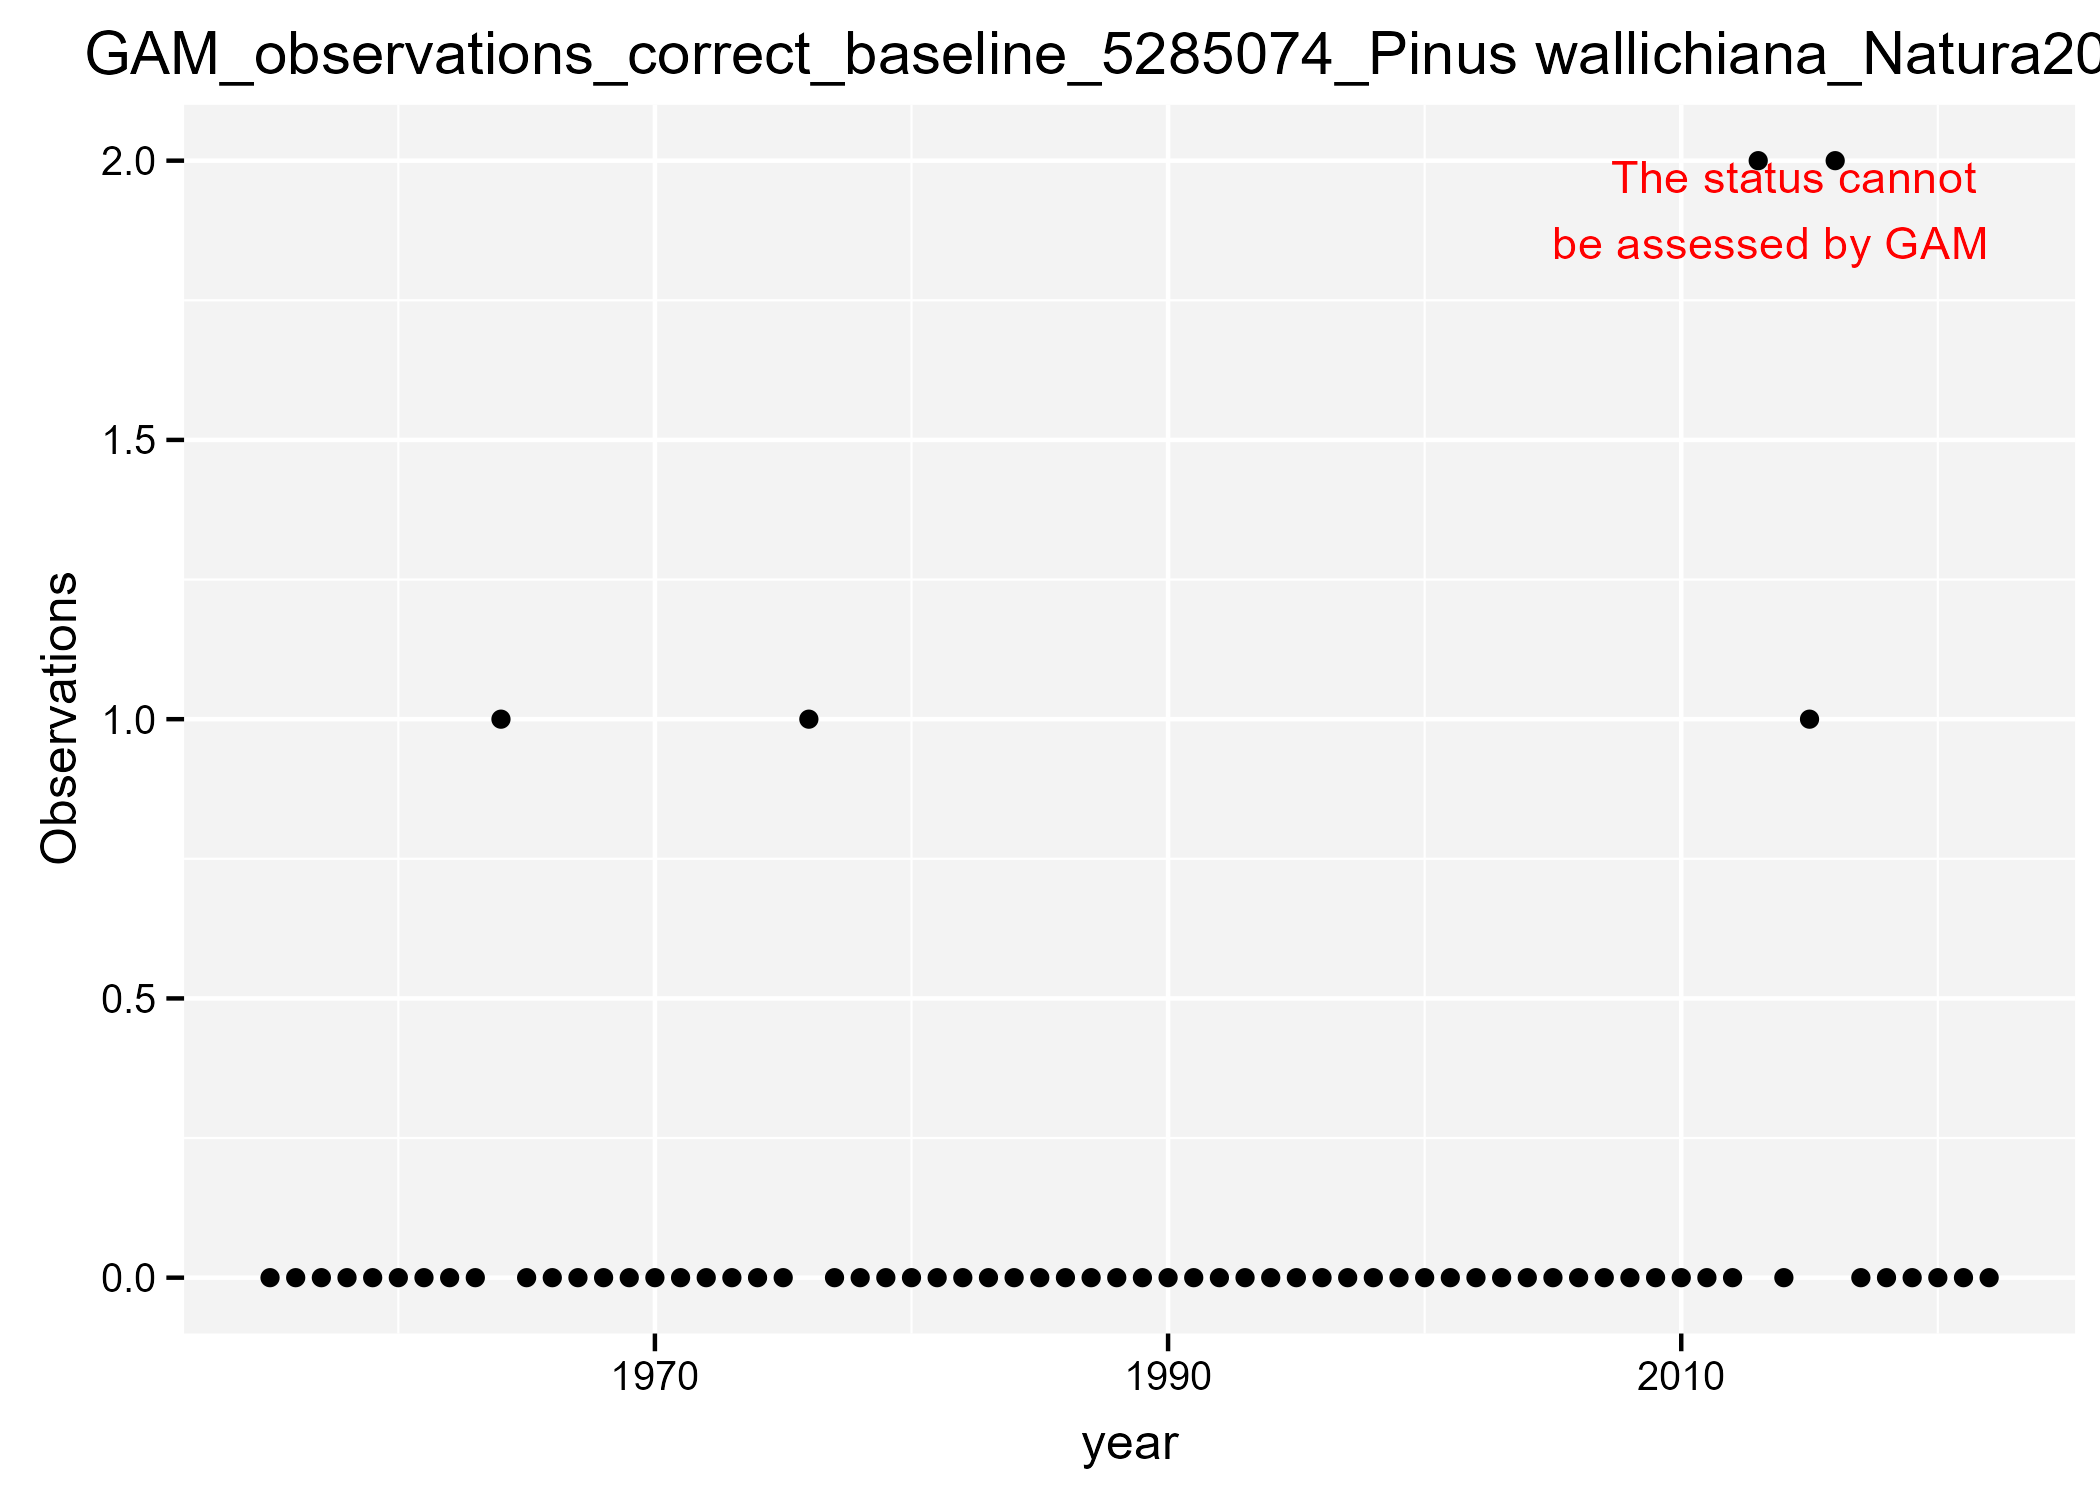 GAM_observations_correct_baseline_5285074_Pinus wallichiana_Natura20
2.0
The status cannot
be assessed by GAM
1.5
Observations
1.0
0.5
0.0
1970 1990 2010
year